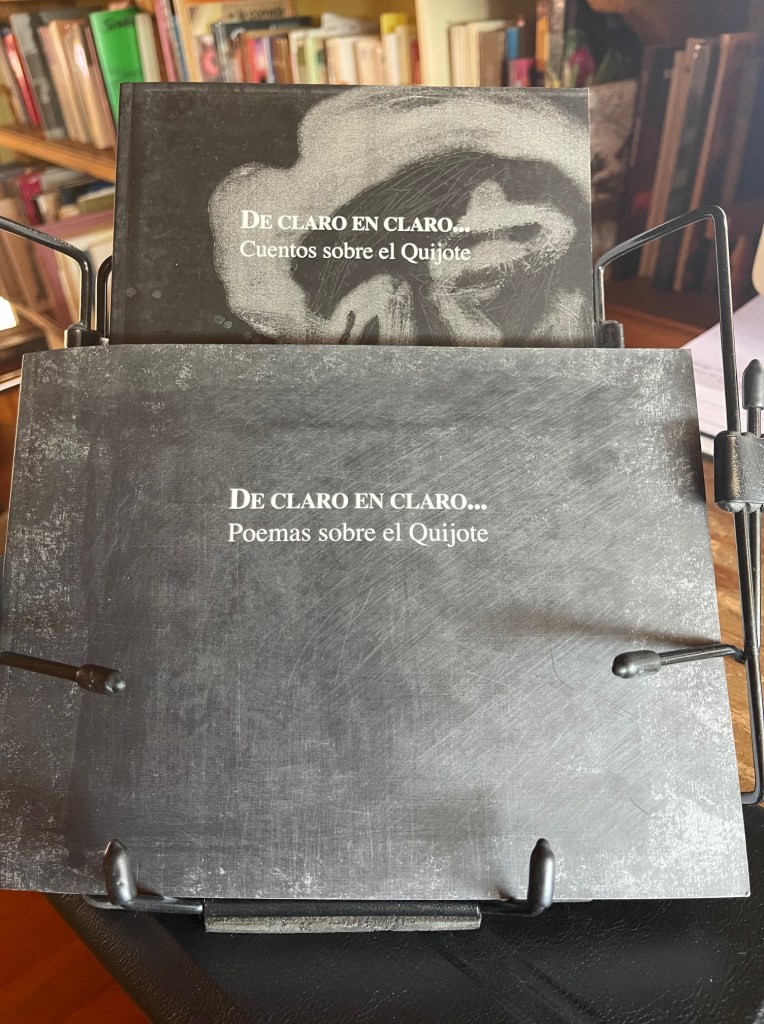 DE CLARO EN CLARO...
Cuentos sobre el Quijote
DE CLARO EN CLARO...
Poemas sobre el Quijote